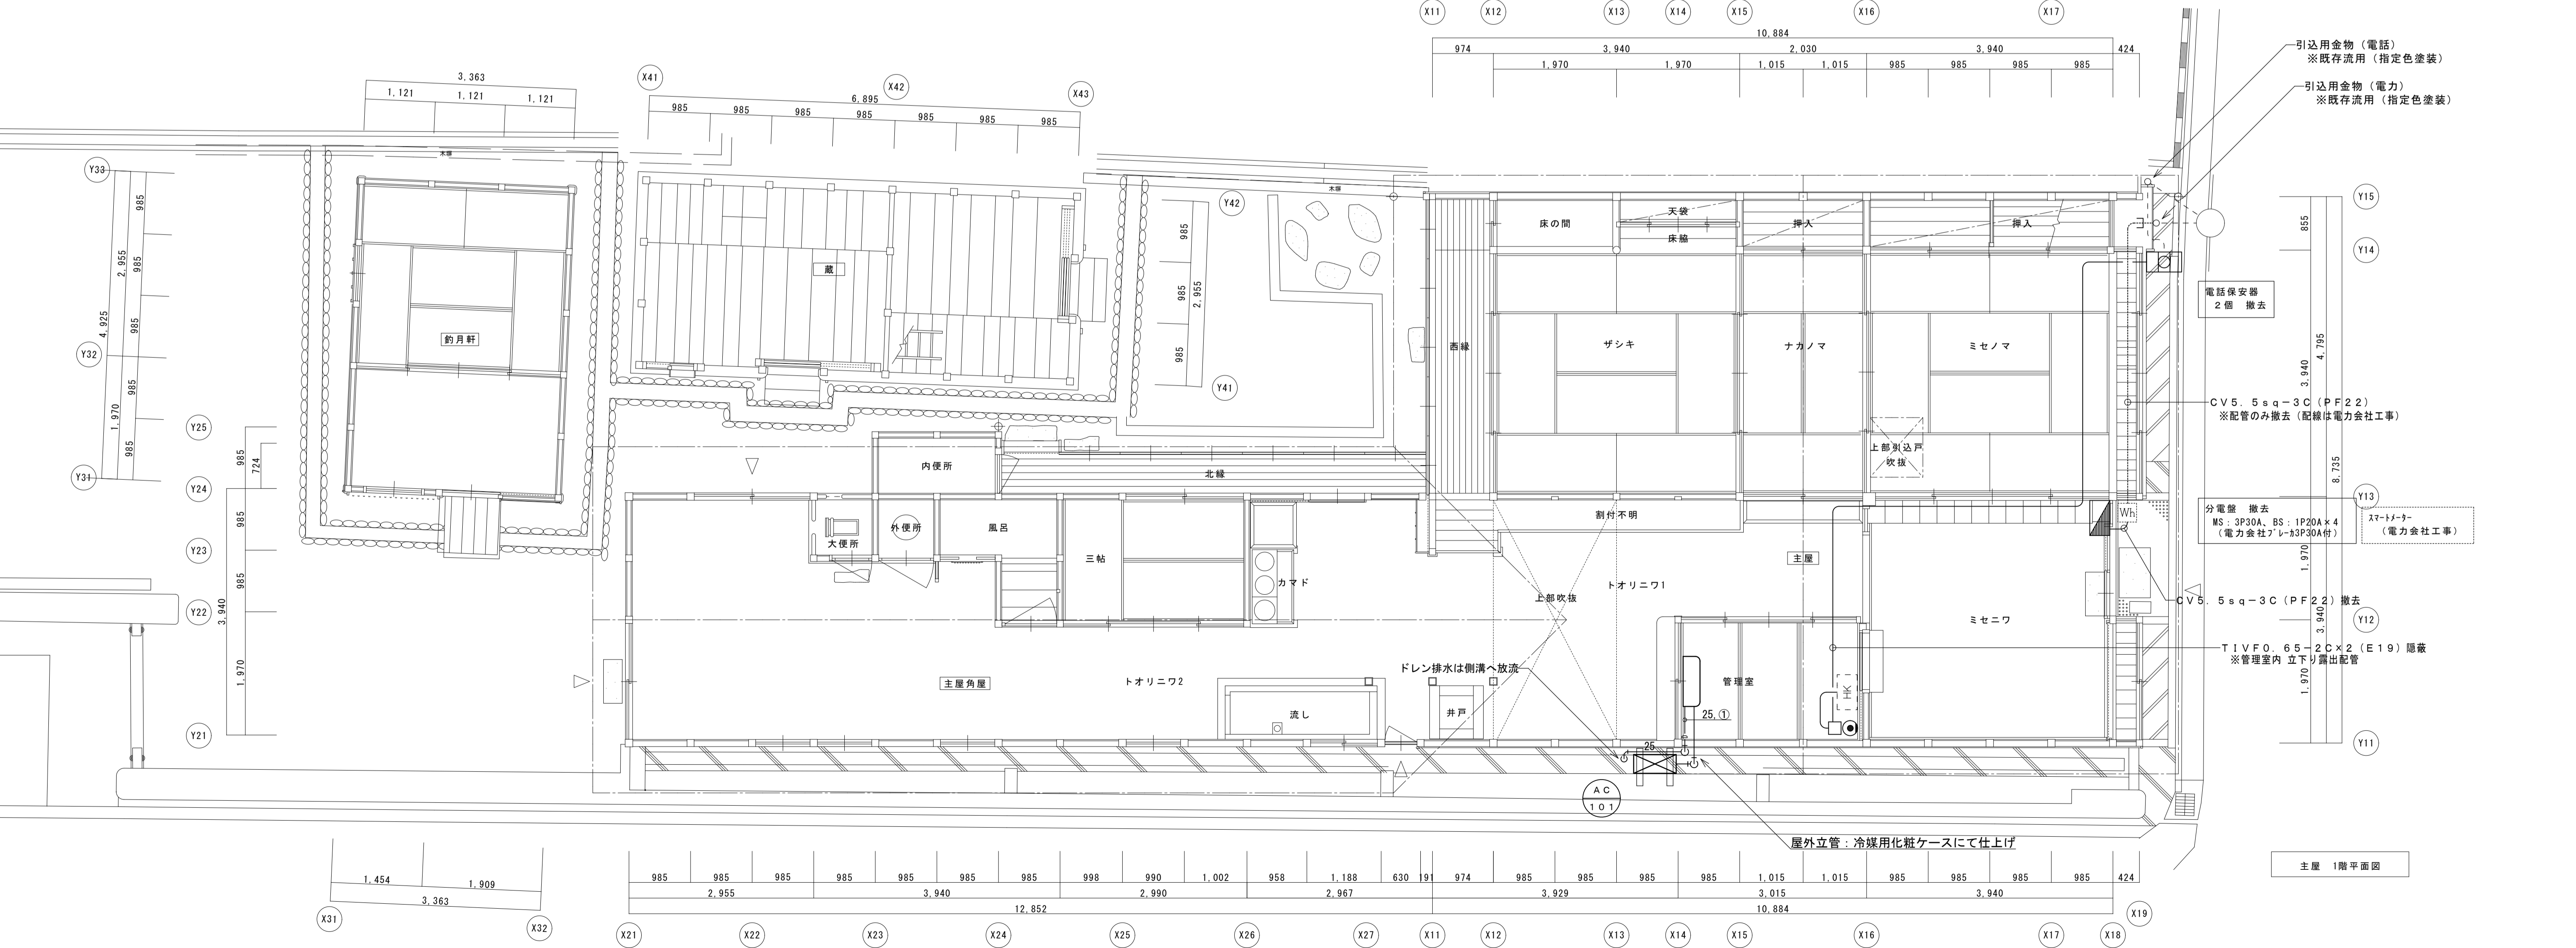 X11 X12 X13 X14 X15 X16 X17
10,884
974 3,940 2,030 3,940 424
1,970 1,970 1,015 1,015 985 985 985 985
引込用金物（電話）
※既存流用（指定色塗装）
引込用金物（電力）
※既存流用（指定色塗装）
3,363
1,121 1,121 1,121
X41 X42 X43
6,895
985 985 985 985 985 985 985
木塀
木塀
Y33
Y32
Y31
985
985
985
985
985
2,955
1,970
4,925
Y42
Y41
985
985
985
2,955
釣月軒
蔵
床の間
天袋
床脇
押入
押入
西縁
ザシキ
ナカノマ
ミセノマ
上部引込戸
吹抜
Y15
Y14
Y13
Y12
Y11
855
3,940
4,795
8,735
1,970
1,970
3,940
電話保安器
２個 撤去
ＣＶ５．５ｓｑ－３Ｃ（ＰＦ２２）
※配管のみ撤去（配線は電力会社工事）
分電盤 撤去
MS：3P30A、BS：1P20A×４
（電力会社ﾌﾞﾚｰｶ3P30A付）
ｽﾏｰﾄﾒｰﾀｰ
（電力会社工事）
Wh
ＣＶ５．５ｓｑ－３Ｃ（ＰＦ２２）撤去
ＴＩＶＦ０．６５－２Ｃ×２（Ｅ１９）隠蔽
※管理室内 立下り露出配管
Y25
Y24
Y23
Y22
Y21
985
724
985
985
1,970
3,940
内便所
北縁
大便所
外便所
風呂
三帖
カマド
割付不明
主屋
トオリニワ1
上部吹抜
ミセニワ
主屋角屋
トオリニワ2
流し
井戸
管理室
HK
ドレン排水は側溝へ放流
25,①
25
ＡＣ
１０１
屋外立管：冷媒用化粧ケースにて仕上げ
主屋 1階平面図
1,454 1,909
3,363
X31 X32
985 985 985 985 985 985 985 998 990 1,002 958 1,188 630 191 974 985 985 985 985 1,015 1,015 985 985 985 985 424
2,955 3,940 2,990 2,967 3,929 3,015 3,940
12,852 10,884
X21 X22 X23 X24 X25 X26 X27 X11 X12 X13 X14 X15 X16 X17 X18 X19